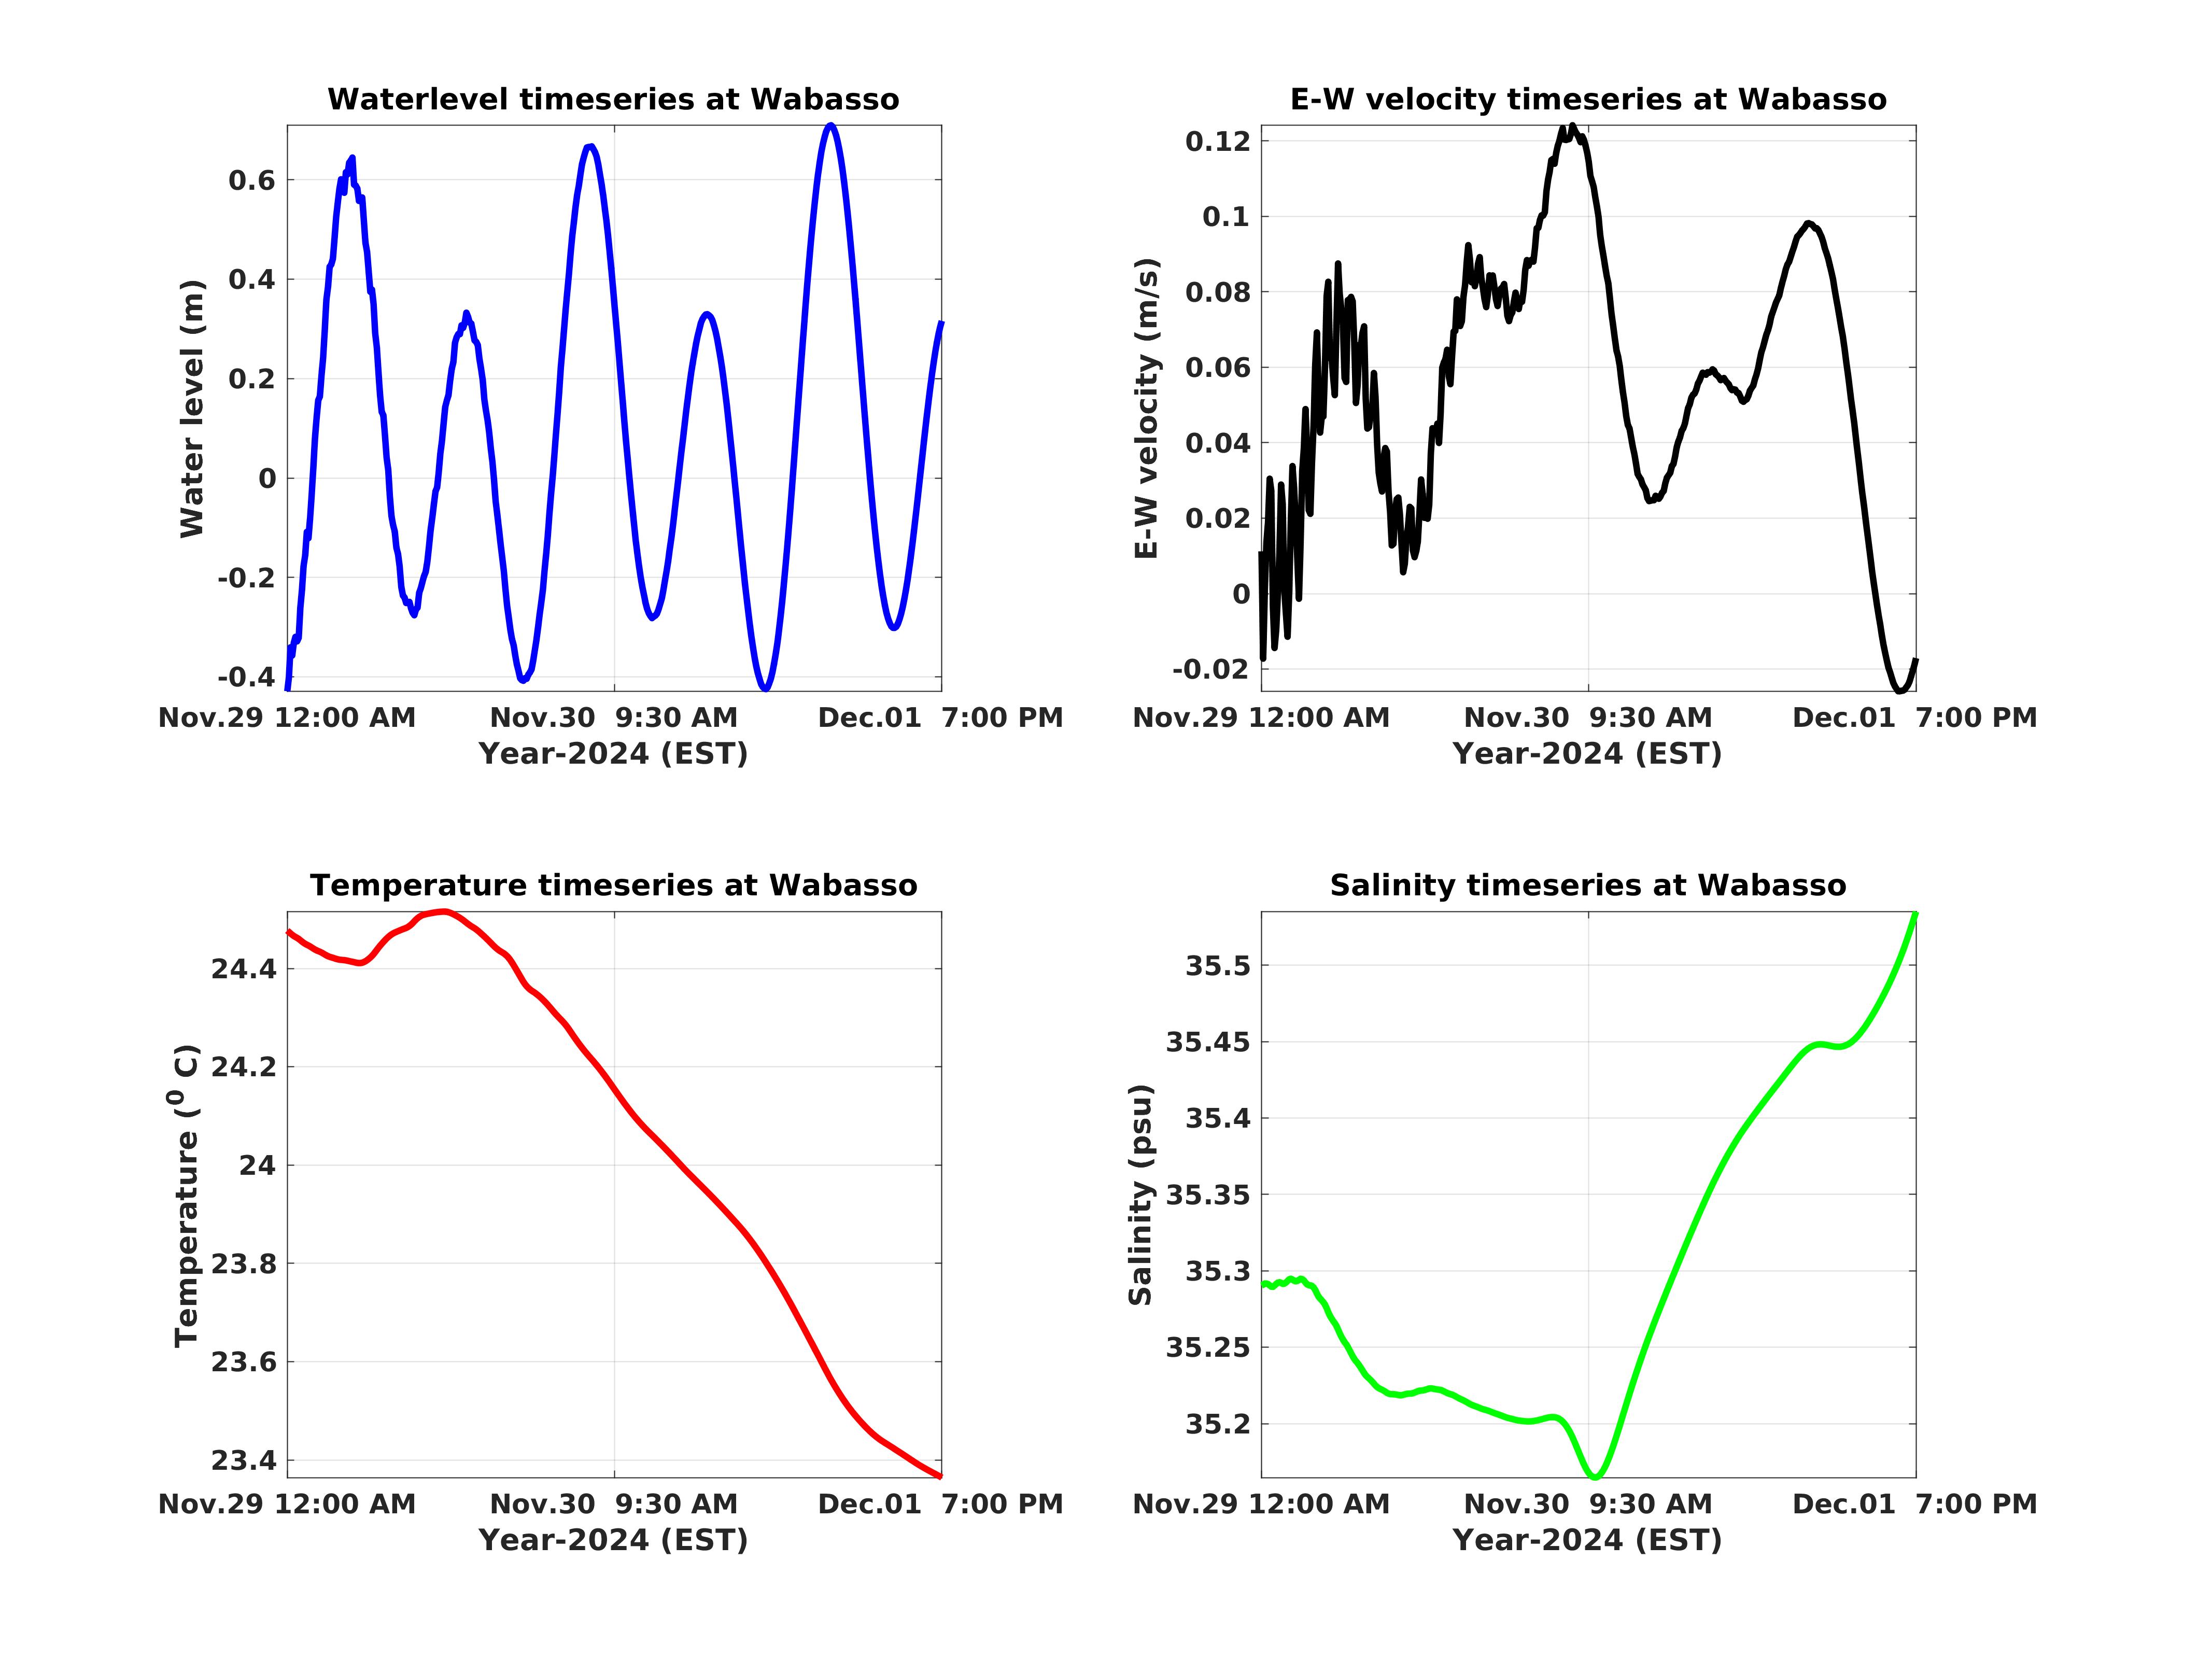 Waterlevel timeseries at Wabasso
0.6
0.4
0.2
0
-0.2
-0.4
Water level (m)
Nov.29 12:00 AM Nov.30 9:30 AM Dec.01 7:00 PM
Year-2024 (EST)
E-W velocity timeseries at Wabasso
0.12
0.1
0.08
0.06
0.04
0.02
0
-0.02
E-W velocity (m/s)
Nov.29 12:00 AM Nov.30 9:30 AM Dec.01 7:00 PM
Year-2024 (EST)
Temperature timeseries at Wabasso
24.4
24.2
24
23.8
23.6
23.4
Temperature (⁰ C)
Nov.29 12:00 AM Nov.30 9:30 AM Dec.01 7:00 PM
Year-2024 (EST)
Salinity timeseries at Wabasso
35.5
35.45
35.4
35.35
35.3
35.25
35.2
Salinity (psu)
Nov.29 12:00 AM Nov.30 9:30 AM Dec.01 7:00 PM
Year-2024 (EST)